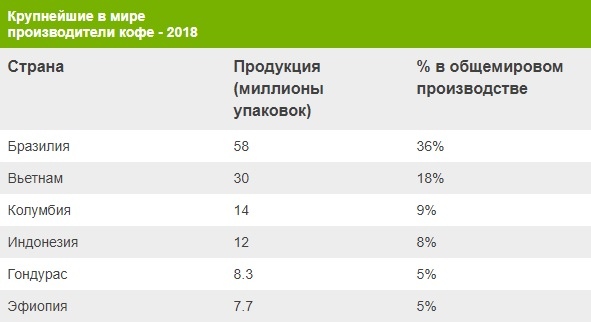 Крупнейшие в мире
производители кофе - 2018
Страна Продукция % в общемировом
(миллионы производстве
упаковок)
Бразилия 58 36%
Вьетнам 30 18%
Колумбия 14 9%
Индонезия 12 8%
Гондурас 8.3 5%
Эфиопия 7.7 5%